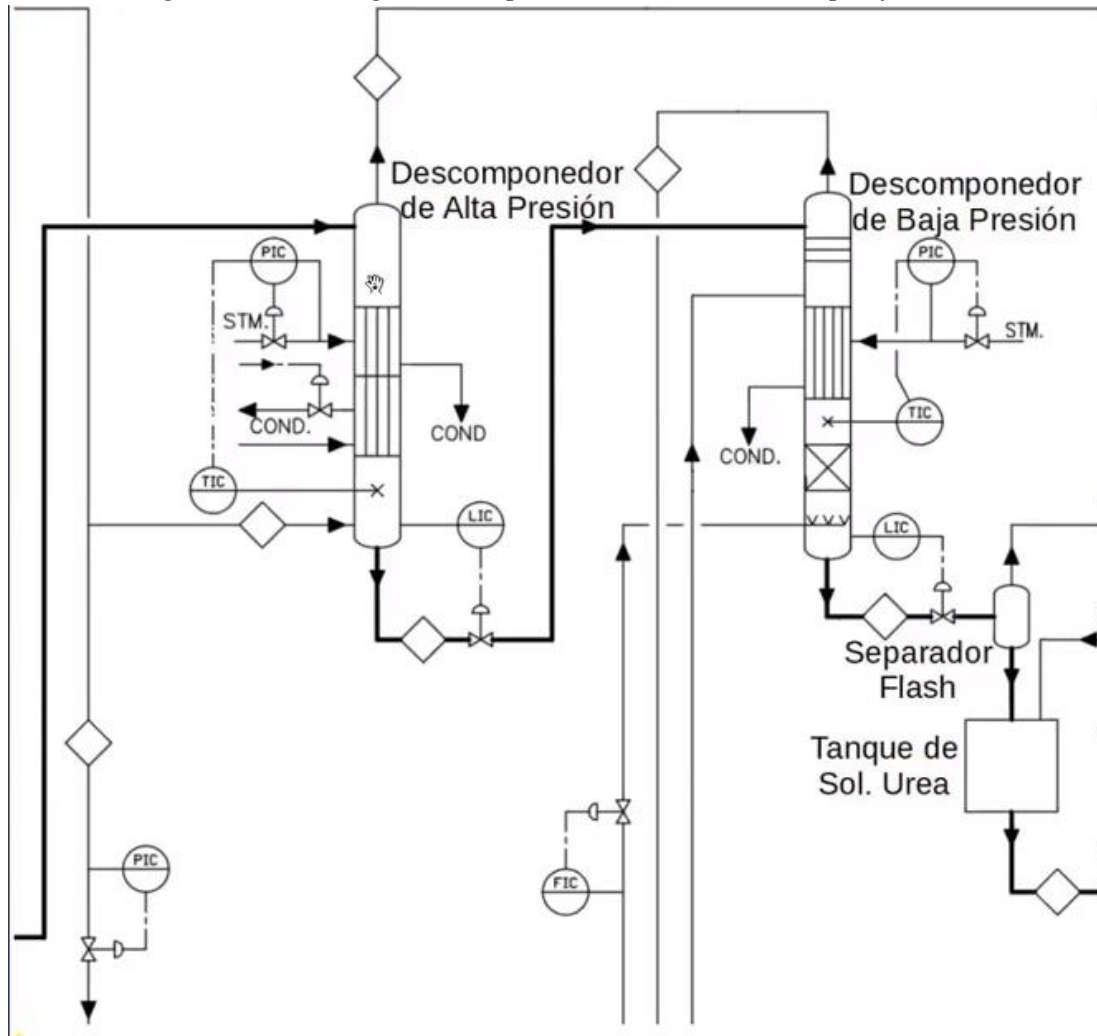 Descomponedor
de Alta Presión
Descomponedor
de Baja Presión
PIC
PIC
STM.
STM.
COND.
COND
TIC
COND.
TIC
LIC
LIC
Separador
Flash
Tanque de
Sol. Urea
PIC
FIC